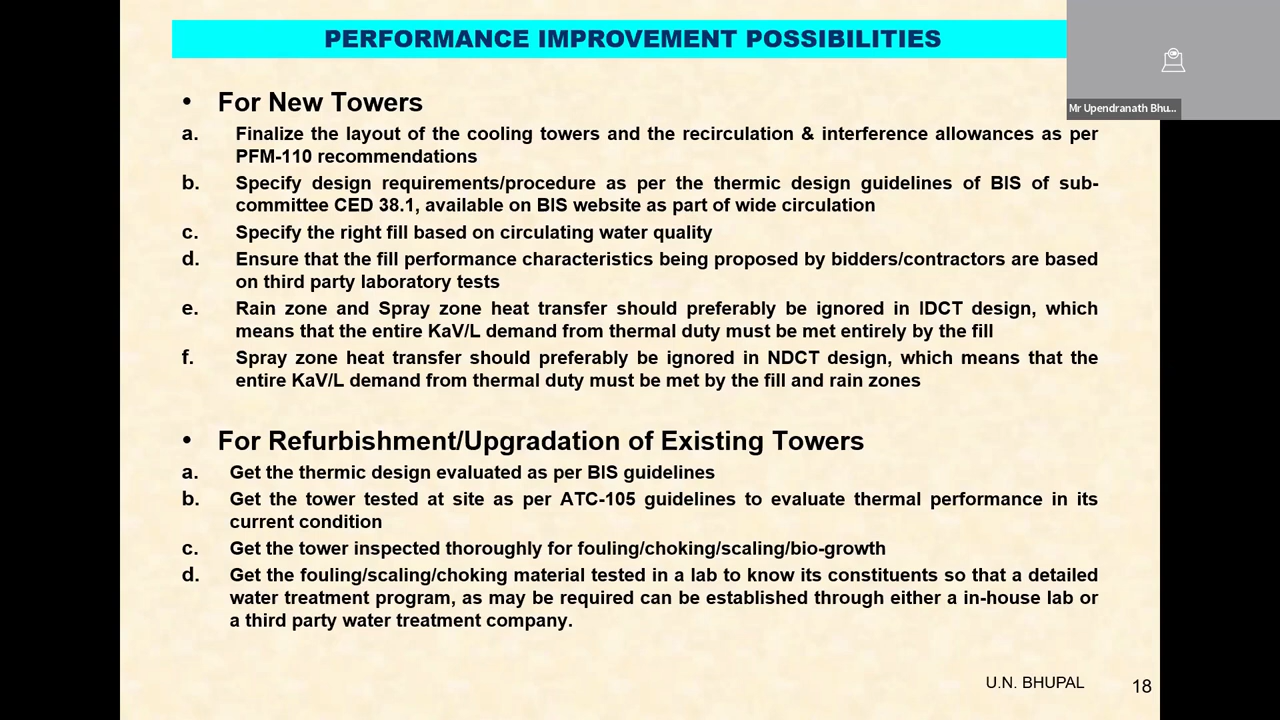 PERFORMANCE IMPROVEMENT POSSIBILITIES
Mr Upendranath Bhu...
• For New Towers
a. Finalize the layout of the cooling towers and the recirculation & interference allowances as per
PFM-110 recommendations
b. Specify design requirements/procedure as per the thermic design guidelines of BIS of sub-
committee CED 38.1, available on BIS website as part of wide circulation
c. Specify the right fill based on circulating water quality
d. Ensure that the fill performance characteristics being proposed by bidders/contractors are based
on third party laboratory tests
e. Rain zone and Spray zone heat transfer should preferably be ignored in IDCT design, which
means that the entire KaV/L demand from thermal duty must be met entirely by the fill
f. Spray zone heat transfer should preferably be ignored in NDCT design, which means that the
entire KaV/L demand from thermal duty must be met by the fill and rain zones
• For Refurbishment/Upgradation of Existing Towers
a. Get the thermic design evaluated as per BIS guidelines
b. Get the tower tested at site as per ATC-105 guidelines to evaluate thermal performance in its
current condition
c. Get the tower inspected thoroughly for fouling/choking/scaling/bio-growth
d. Get the fouling/scaling/choking material tested in a lab to know its constituents so that a detailed
water treatment program, as may be required can be established through either a in-house lab or
a third party water treatment company.
U.N. BHUPAL
18